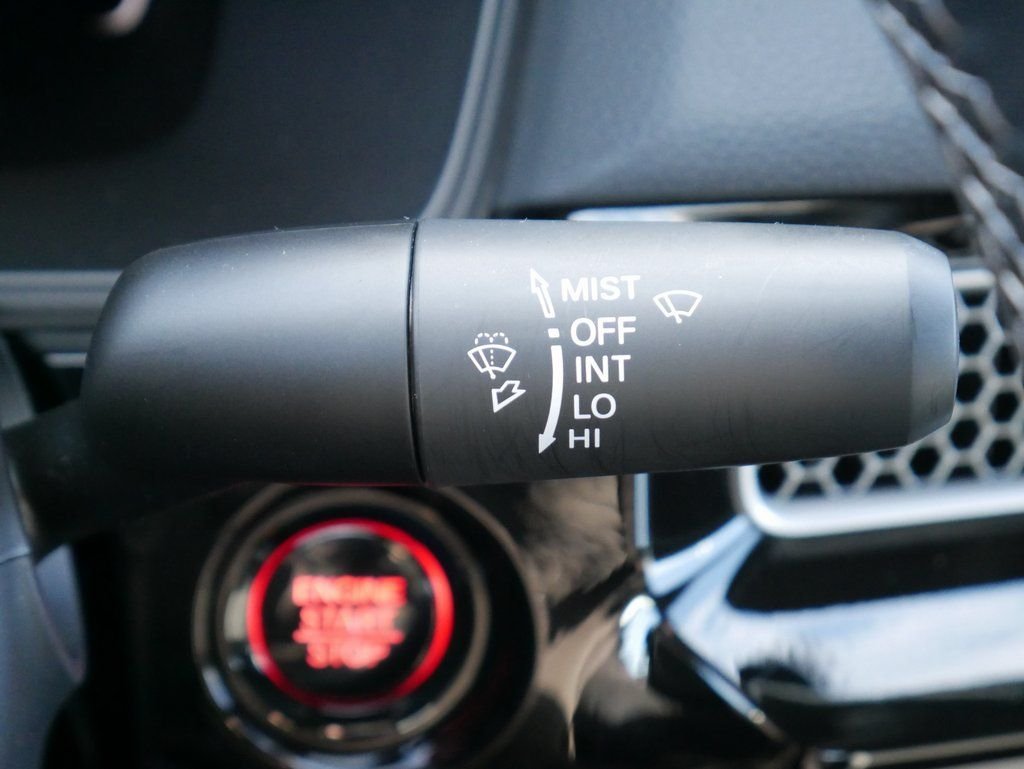 MIST
OFF
INT
LO
HI
ENGINE
START
STOP